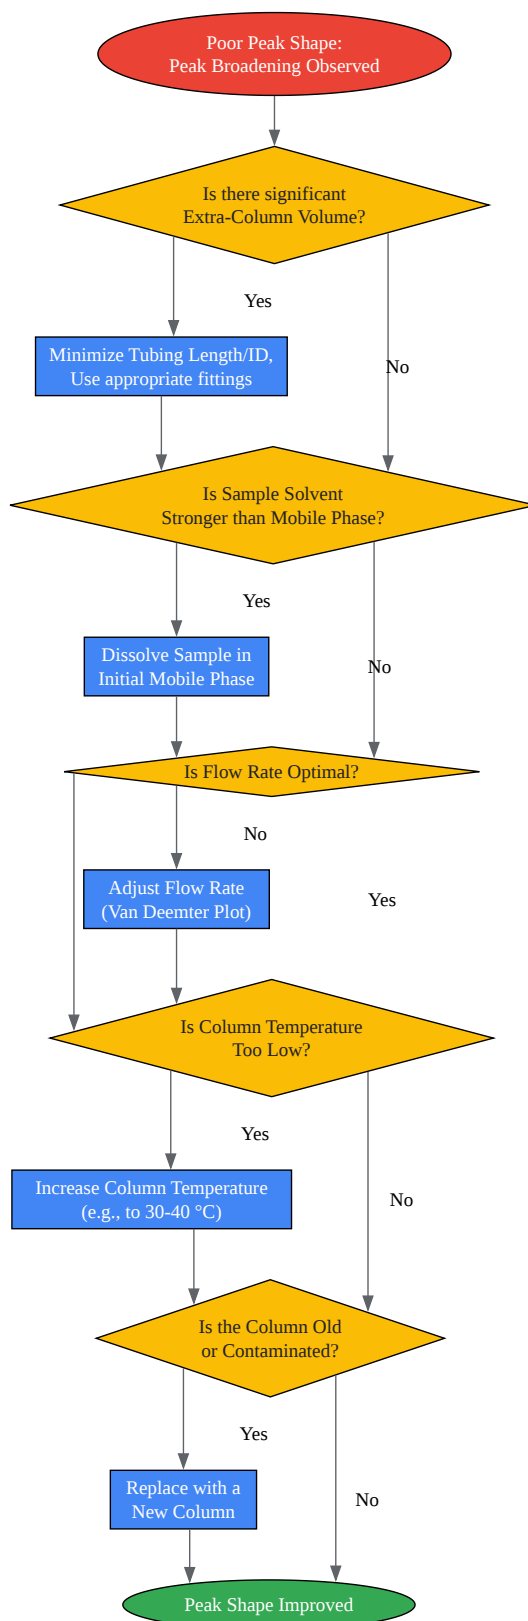 Poor Peak Shape:
Peak Broadening Observed
Is there significant
Extra-Column Volume?
Yes
Minimize Tubing Length/ID,
Use appropriate fittings
No
Is Sample Solvent
Stronger than Mobile Phase?
Yes
Dissolve Sample in
Initial Mobile Phase
No
Is Flow Rate Optimal?
No
Adjust Flow Rate
(Van Deemter Plot)
Yes
Is Column Temperature
Too Low?
Yes
Increase Column Temperature
(e.g., to 30-40 °C)
No
Is the Column Old
or Contaminated?
Yes
Replace with a
New Column
No
Peak Shape Improved